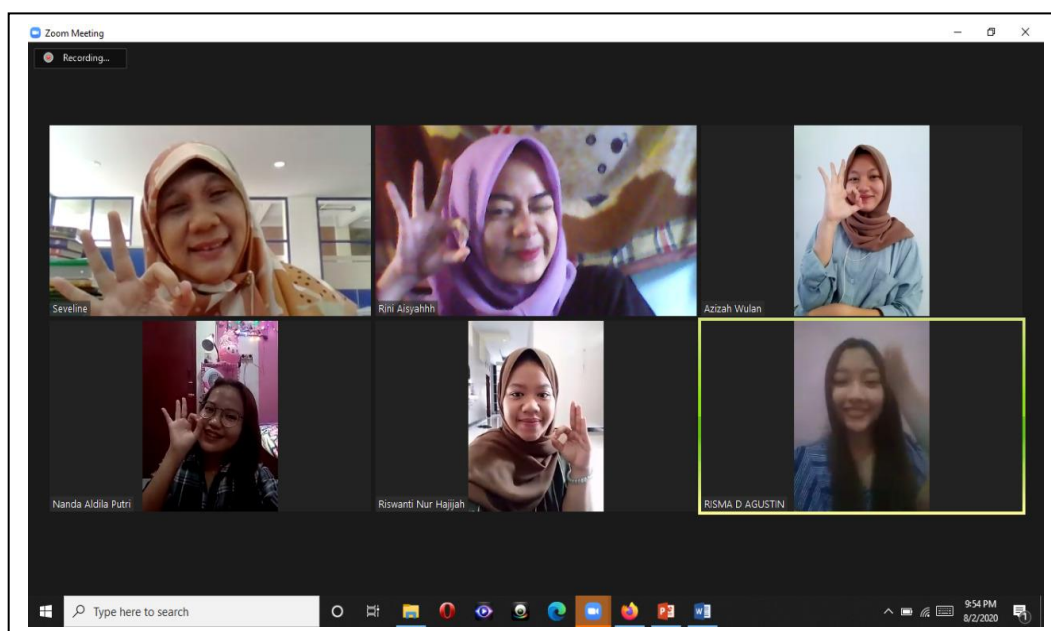 Zoom Meeting
Recording...
Seveline
Rini Aisyahhh
Azizah Wulan
Nanda Aldila Putri
Riswanti Nur Hajijah
RISMA D AGUSTIN
Type here to search
9:54 PM
8/2/2020
1